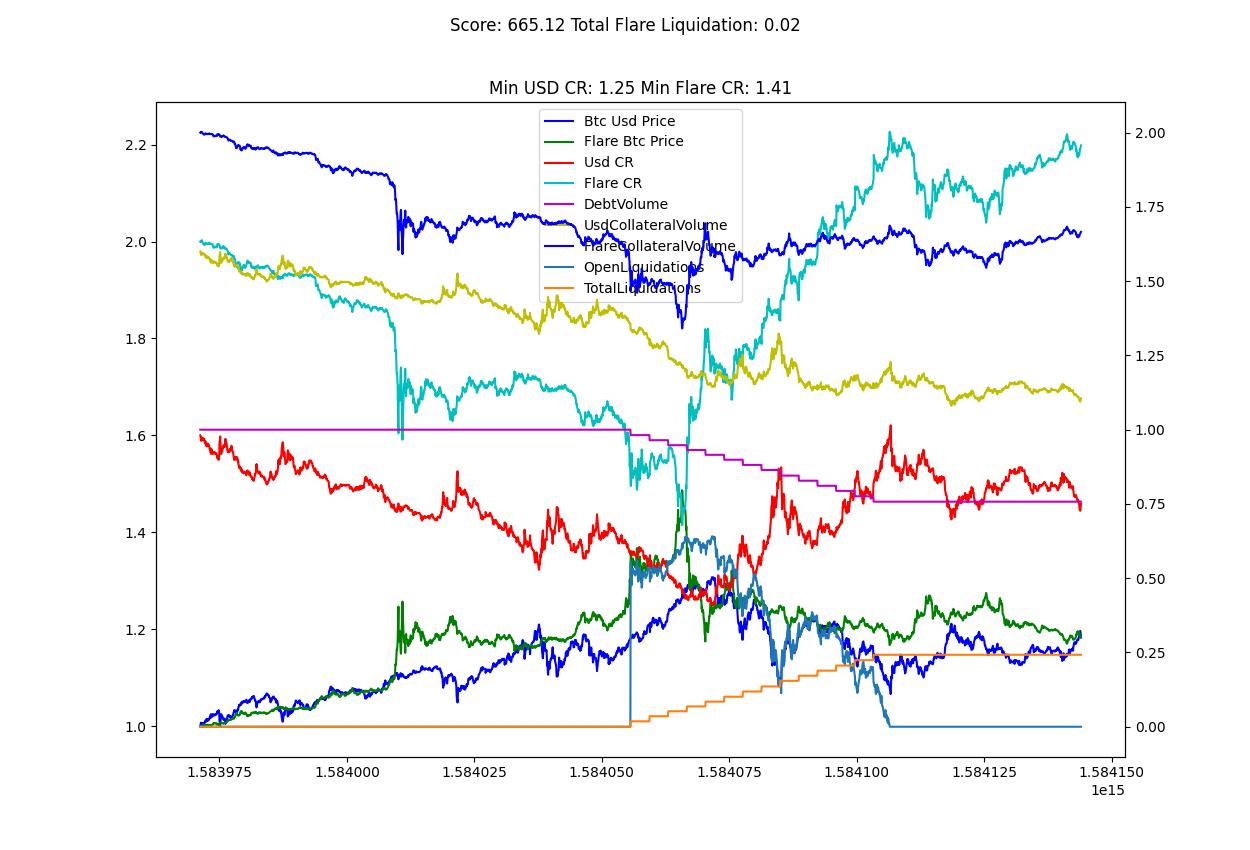 Score: 665.12 Total Flare Liquidation: 0.02
Min USD CR: 1.25 Min Flare CR: 1.41
Btc Usd Price
Flare Btc Price
Usd CR
Flare CR
DebtVolume
UsdCollateralVolume
FlareCollateralVolume
OpenLiquidations
TotalLiquidations
2.2
2.0
1.8
1.6
1.4
1.2
1.0
2.00
1.75
1.50
1.25
1.00
0.75
0.50
0.25
0.00
1.583975 1.584000 1.584025 1.584050 1.584075 1.584100 1.584125 1.584150
1e15